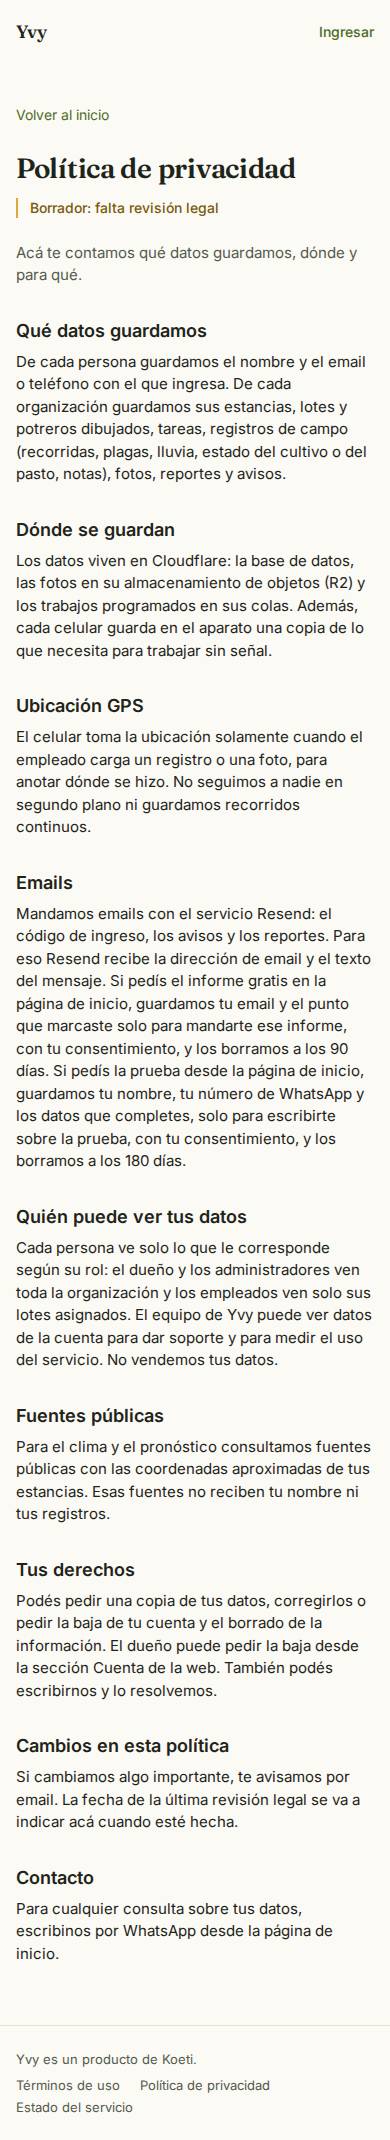 Yvy
Ingresar
Volver al inicio
Política de privacidad
Borrador: falta revisión legal
Acá te contamos qué datos guardamos, dónde y
para qué.
Qué datos guardamos
De cada persona guardamos el nombre y el email
o teléfono con el que ingresa. De cada
organización guardamos sus estancias, lotes y
potreros dibujados, tareas, registros de campo
(recorridas, plagas, lluvia, estado del cultivo o del
pasto, notas), fotos, reportes y avisos.
Dónde se guardan
Los datos viven en Cloudflare: la base de datos,
las fotos en su almacenamiento de objetos (R2) y
los trabajos programados en sus colas. Además,
cada celular guarda en el aparato una copia de lo
que necesita para trabajar sin señal.
Ubicación GPS
El celular toma la ubicación solamente cuando el
empleado carga un registro o una foto, para
anotar dónde se hizo. No seguimos a nadie en
segundo plano ni guardamos recorridos
continuos.
Emails
Mandamos emails con el servicio Resend: el
código de ingreso, los avisos y los reportes. Para
eso Resend recibe la dirección de email y el texto
del mensaje. Si pedís el informe gratis en la
página de inicio, guardamos tu email y el punto
que marcaste solo para mandarte ese informe,
con tu consentimiento, y los borramos a los 90
días. Si pedís la prueba desde la página de inicio,
guardamos tu nombre, tu número de WhatsApp y
los datos que completes, solo para escribirte
sobre la prueba, con tu consentimiento, y los
borramos a los 180 días.
Quién puede ver tus datos
Cada persona ve solo lo que le corresponde
según su rol: el dueño y los administradores ven
toda la organización y los empleados ven solo sus
lotes asignados. El equipo de Yvy puede ver datos
de la cuenta para dar soporte y para medir el uso
del servicio. No vendemos tus datos.
Fuentes públicas
Para el clima y el pronóstico consultamos fuentes
públicas con las coordenadas aproximadas de tus
estancias. Esas fuentes no reciben tu nombre ni
tus registros.
Tus derechos
Podés pedir una copia de tus datos, corregirlos o
pedir la baja de tu cuenta y el borrado de la
información. El dueño puede pedir la baja desde
la sección Cuenta de la web. También podés
escribirnos y lo resolvemos.
Cambios en esta política
Si cambiamos algo importante, te avisamos por
email. La fecha de la última revisión legal se va a
indicar acá cuando esté hecha.
Contacto
Para cualquier consulta sobre tus datos,
escribinos por WhatsApp desde la página de
inicio.
Yvy es un producto de Koeti.
Términos de uso
Política de privacidad
Estado del servicio